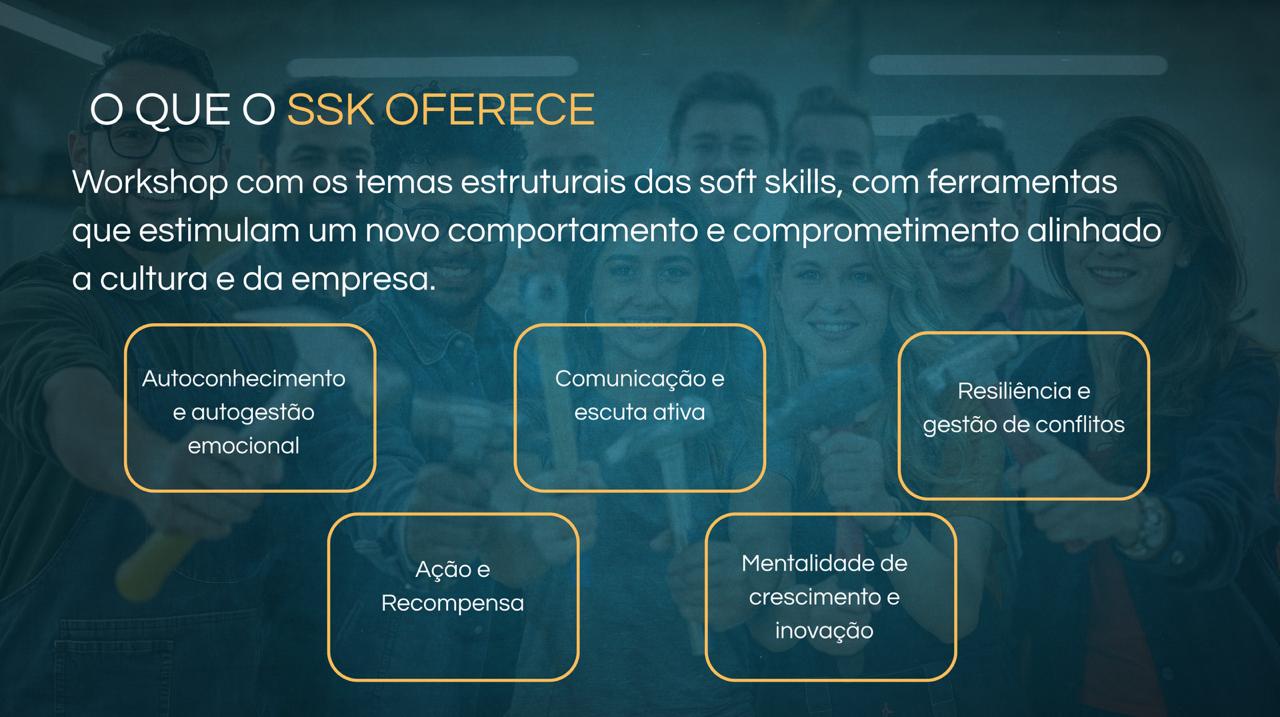 O QUE O SSK OFERECE
Workshop com os temas estruturais das soft skills, com ferramentas
que estimulam um novo comportamento e comprometimento alinhado
a cultura e da empresa.
Autoconhecimento
e autogestão
emocional
Comunicação e
escuta ativa
Resiliência e
gestão de conflitos
Ação e
Recompensa
Mentalidade de
crescimento e
inovação